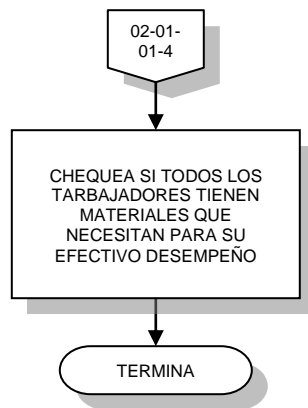 02-01-
01-4
CHEQUEA SI TODOS LOS
TARBAJADORES TIENEN
MATERIALES QUE
NECESITAN PARA SU
EFECTIVO DESEMPEÑO
TERMINA